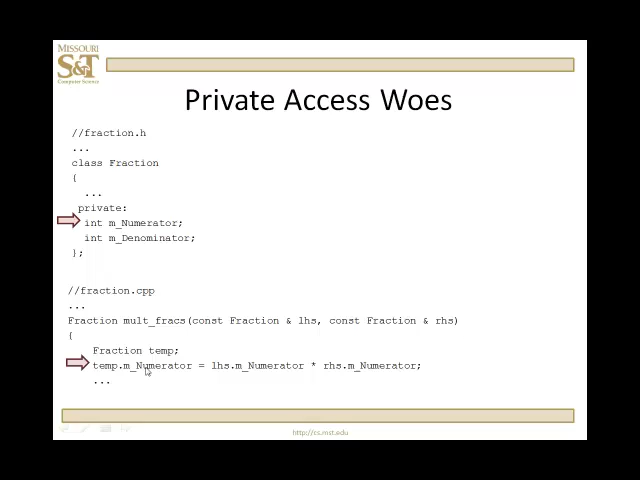 MISSOURI
S&T
Computer Science
Private Access Woes
//fraction.h
...
class Fraction
{
...
private:
int m_Numerator;
int m_Denominator;
};
//fraction.cpp
...
Fraction mult_fracs(const Fraction & lhs, const Fraction & rhs)
{
Fraction temp;
temp.m_Numerator = lhs.m_Numerator * rhs.m_Numerator;
...
http://cs.mst.edu